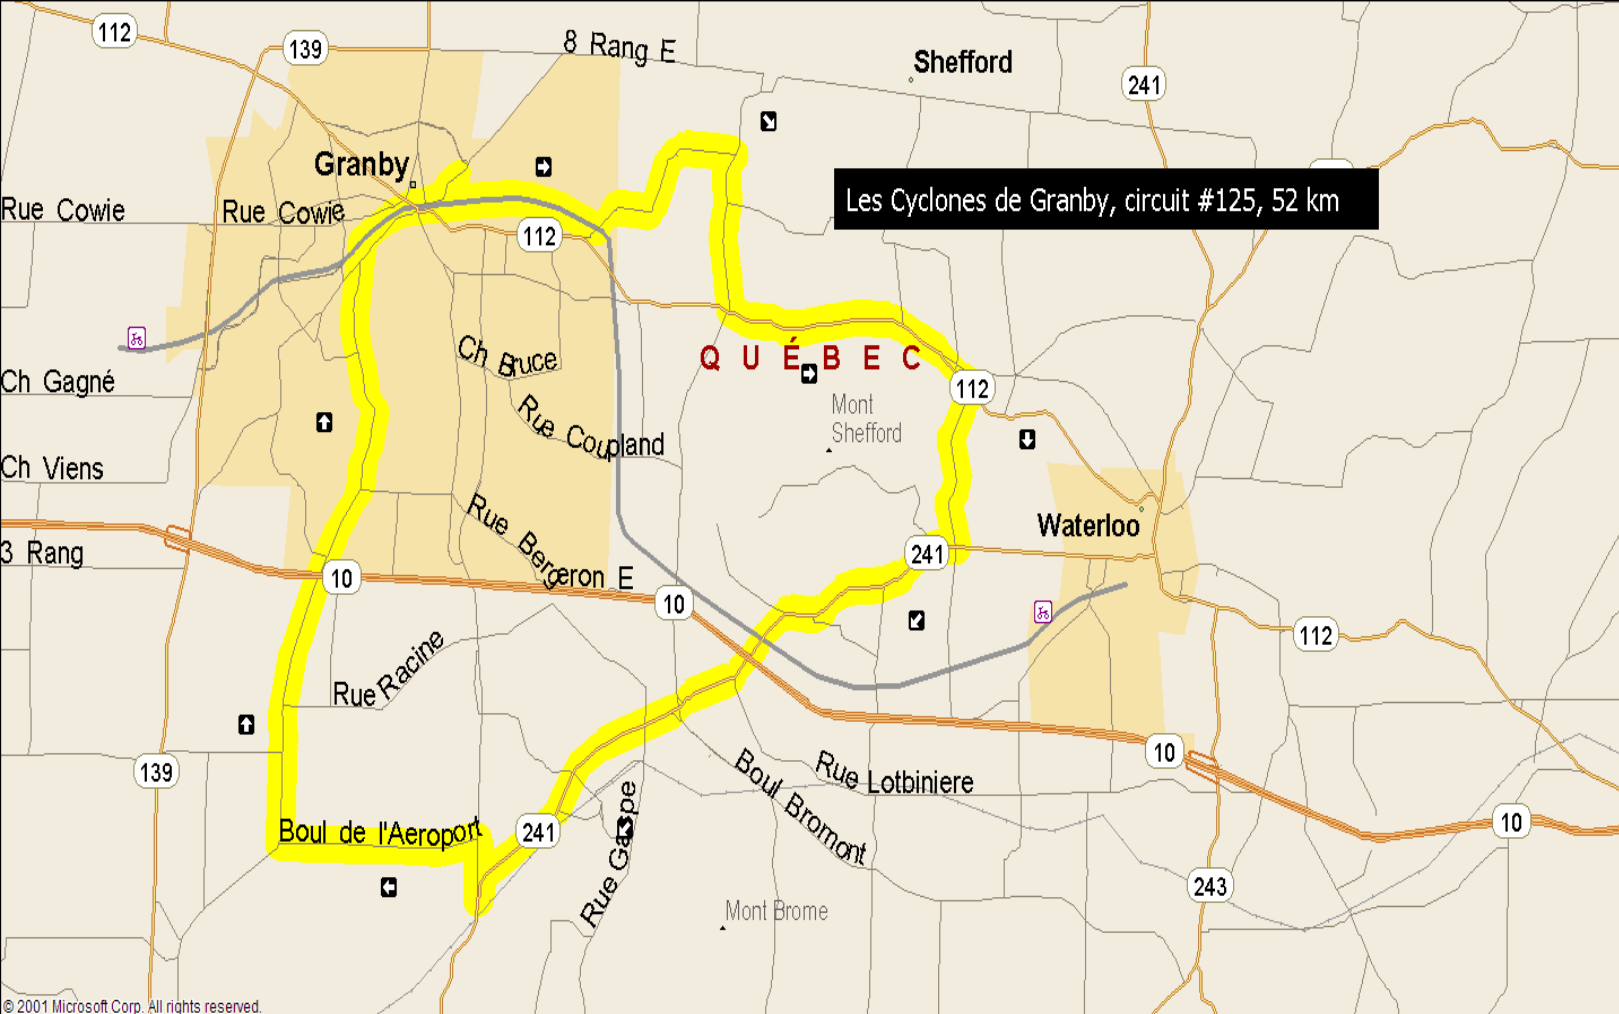 112
139
8 Rang E
Shefford
241
Granby
Rue Cowie
Rue Cowie
Les Cyclones de Granby, circuit #125, 52 km
112
Ch Bruce
Q U É B E C
Ch Gagné
112
Mont
Shefford
Rue Coupland
Ch Viens
Rue Bergeron E
Waterloo
3 Rang
241
10
10
112
Rue Racine
139
10
Rue Lotbiniere
Boul Bromont
Boul de l'Aeroport
241
Rue Gaspe
10
243
Mont Brome
© 2001 Microsoft Corp. All rights reserved.